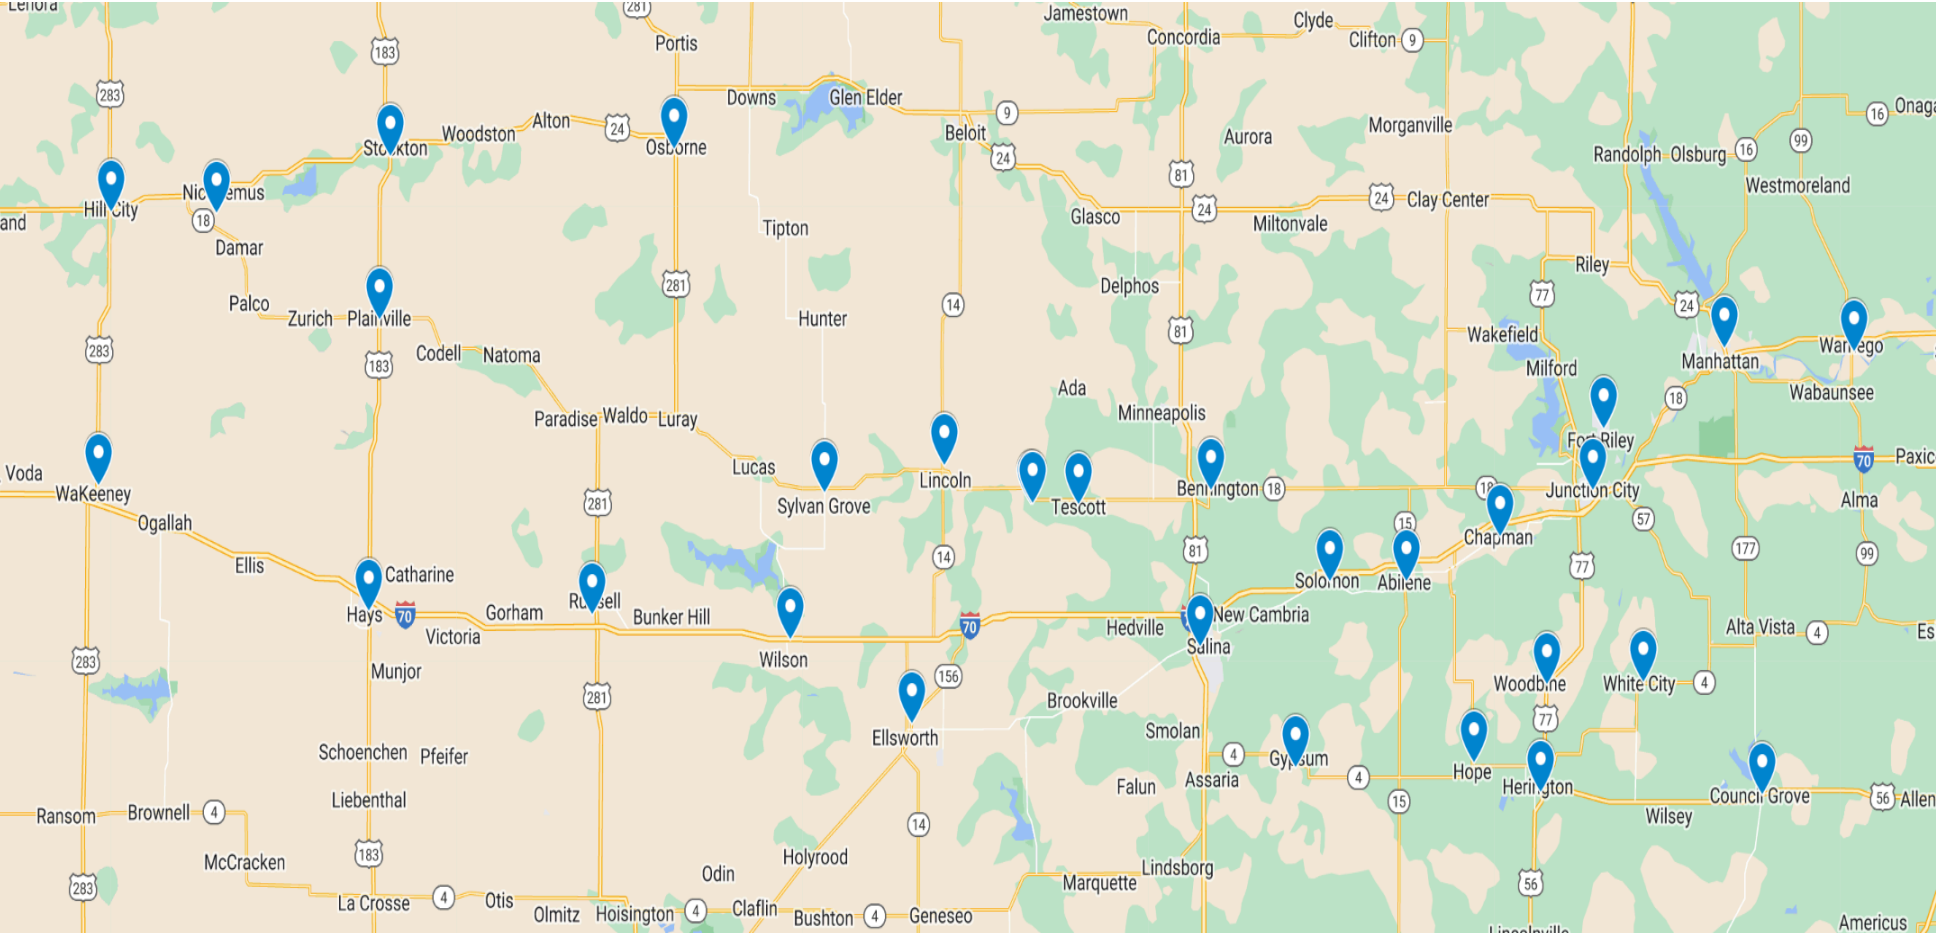 Lenora
281
Jamestown
Clyde
Concordia
Clifton
9
183
Portis
283
Downs
Glen Elder
9
16
Stockton
Woodston
Alton
24
Osborne
Beloit
24
Aurora
Morganville
Randolph
Olsburg
16
99
Westmoreland
81
Hill City
Nicodemus
18
Damar
Tipton
Glasco
24
Miltonvale
24
Clay Center
Riley
Palco
Zurich
Plainville
281
14
Hunter
Delphos
77
24
81
Wakefield
Manhattan
Wamego
283
183
Codell
Natoma
Milford
Wabaunsee
18
Ada
Minneapolis
Paradise
Waldo
Luray
Fort Riley
Voda
WaKeeney
Lucas
Sylvan Grove
Lincoln
Tescott
Bennington
18
18
Junction City
70
Alma
Ogallah
281
15
57
Chapman
Ellis
14
81
177
99
Hays
Catharine
Solomon
Abilene
77
70
Victoria
Gorham
Russell
Bunker Hill
70
Hedville
New Cambria
Salina
Alta Vista
4
Wilson
283
Munjor
281
156
Woodbine
White City
4
Ellsworth
Brookville
77
Smolan
Schoenchen
Pfeifer
4
Gypsum
4
Hope
Herington
Assaria
Falun
15
Council Grove
56
Allen
Liebenthal
Ransom
Brownell
4
14
Wilsey
183
McCracken
Holyrood
Odin
Lindsborg
Marquette
56
283
La Crosse
4
Otis
Olmitz
Hoisington
4
Claflin
Bushton
4
Geneseo
Americus